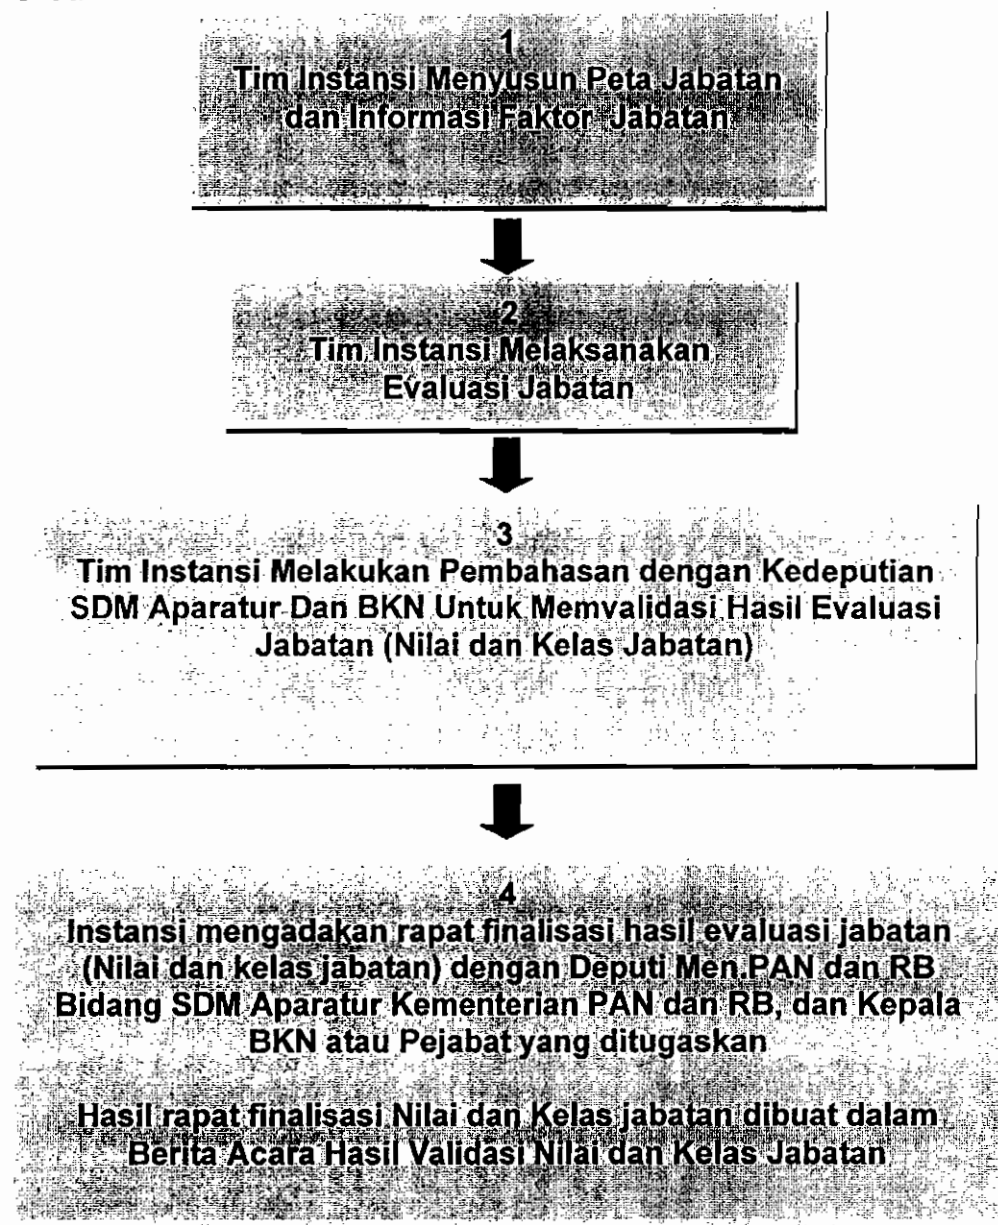 1
Tim Instansi Menyusun Peta Jabatan
dan Informasi Faktor Jabatan
2
Tim Instansi Melaksanakan
Evaluasi Jabatan
3
Tim Instansi Melakukan Pembahasan dengan Kedeputian
SDM Aparatur Dan BKN Untuk Memvalidasi Hasil Evaluasi
Jabatan (Nilai dan Kelas Jabatan)
4
Instansi mengadakan rapat finalisasi hasil evaluasi jabatan
(Nilai dan kelas jabatan) dengan Deputi Men.PAN dan RB
Bidang SDM Aparatur Kementerian PAN dan RB, dan Kepala
BKN atau Pejabat yang ditugaskan
Hasil rapat finalisasi Nilai dan Kelas jabatan dibuat dalam
Berita Acara Hasil Validasi Nilai dan Kelas Jabatan